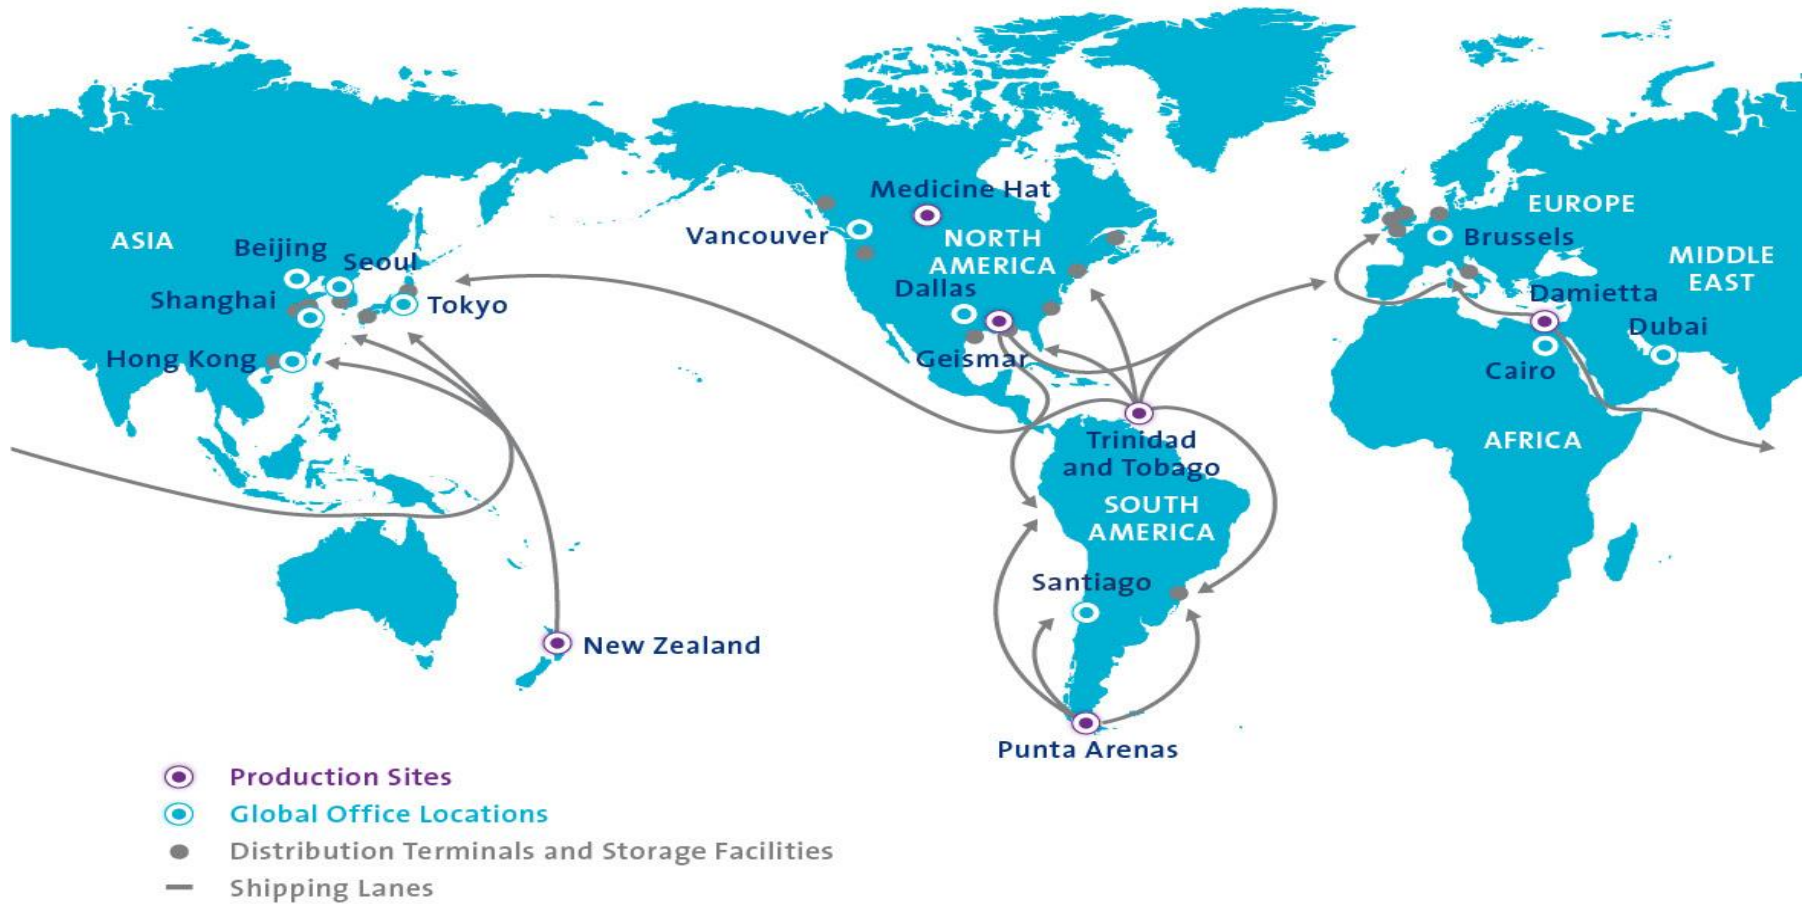 Medicine Hat
EUROPE
Vancouver
NORTH
AMERICA
Brussels
ASIA
Beijing
Seoul
MIDDLE
EAST
Shanghai
Tokyo
Dallas
Damietta
Dubai
Hong Kong
Geismar
Cairo
Trinidad
and Tobago
AFRICA
SOUTH
AMERICA
Santiago
New Zealand
Punta Arenas
Production Sites
Global Office Locations
Distribution Terminals and Storage Facilities
Shipping Lanes